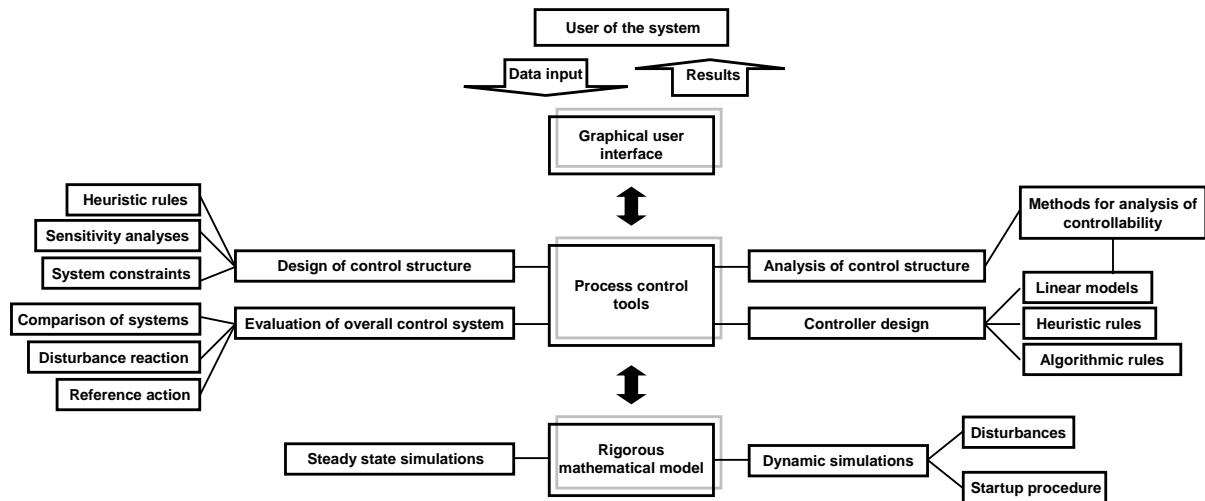 User of the system
Data input
Results
Graphical user
interface
Heuristic rules
Sensitivity analyses
System constraints
Design of control structure
Comparison of systems
Disturbance reaction
Reference action
Evaluation of overall control system
Process control
tools
Analysis of control structure
Methods for analysis of
controllability
Controller design
Linear models
Heuristic rules
Algorithmic rules
Steady state simulations
Rigorous
mathematical model
Dynamic simulations
Disturbances
Startup procedure